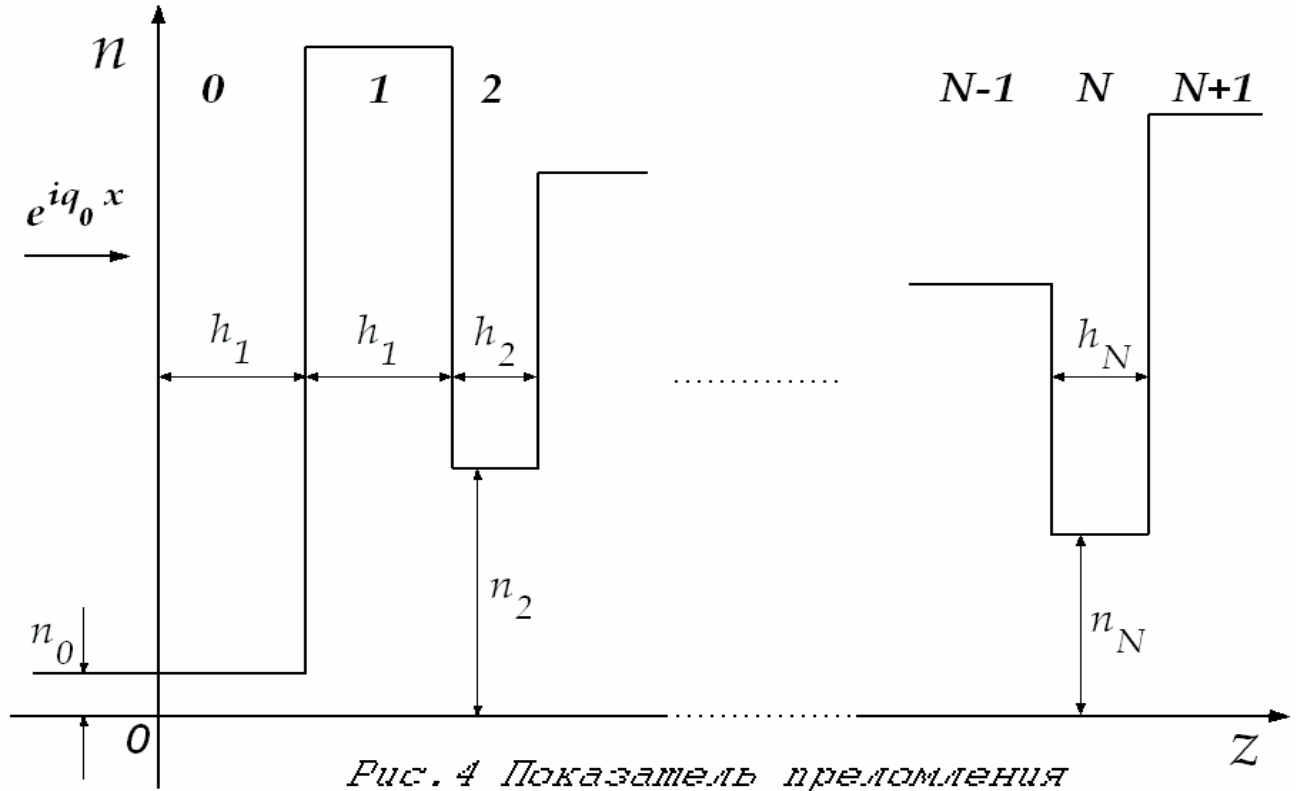 n
0 1 2 N-1 N N+1
e^{iq_0 x}
h_1 h_1 h_2 h_N
n_0 n_2 n_N
0 z
Рис.4 Показатель преломления